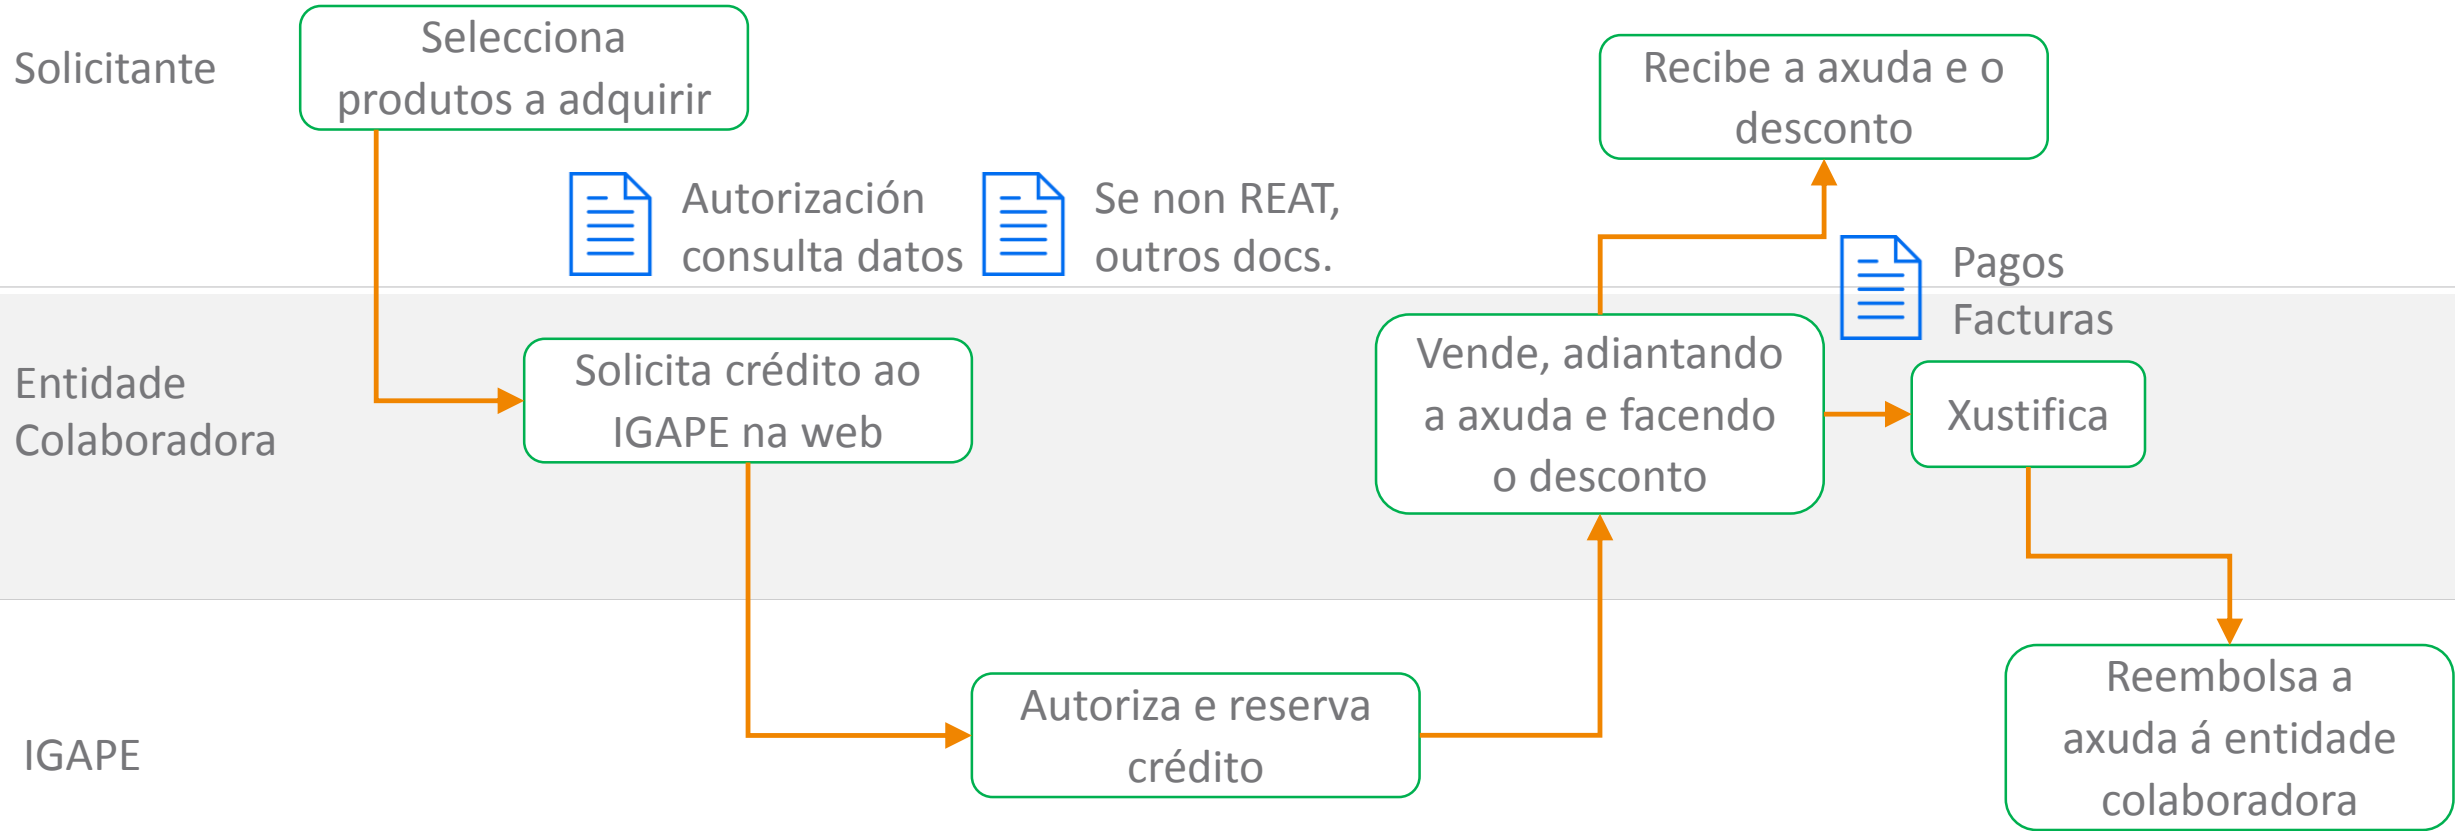 Solicitante
Selecciona
produtos a adquirir
Recibe a axuda e o
desconto
Autorización
consulta datos
Se non REAT,
outros docs.
Pagos
Facturas
Entidade
Colaboradora
Solicita crédito ao
IGAPE na web
Vende, adiantando
a axuda e facendo
o desconto
Xustifica
IGAPE
Autoriza e reserva
crédito
Reembolsa a
axuda á entidade
colaboradora